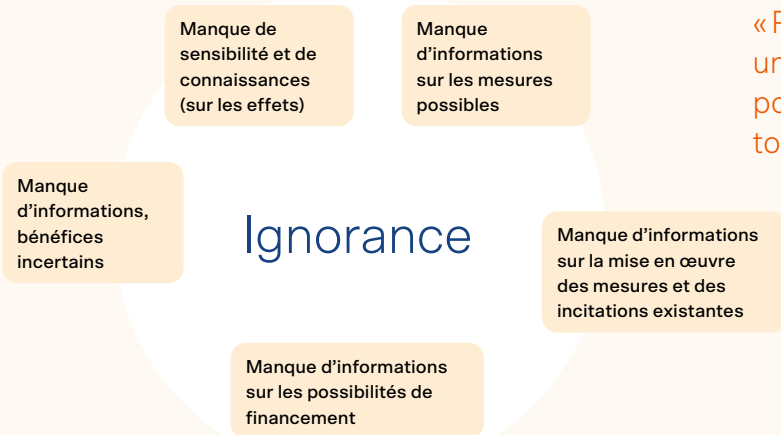 Manque de
sensibilité et de
connaissances
(sur les effets)
Manque
d’informations
sur les mesures
possibles
Manque
d’informations,
bénéfices
incertains
Ignorance
Manque d’informations
sur la mise en œuvre
des mesures et des
incitations existantes
Manque d’informations
sur les possibilités de
financement
«